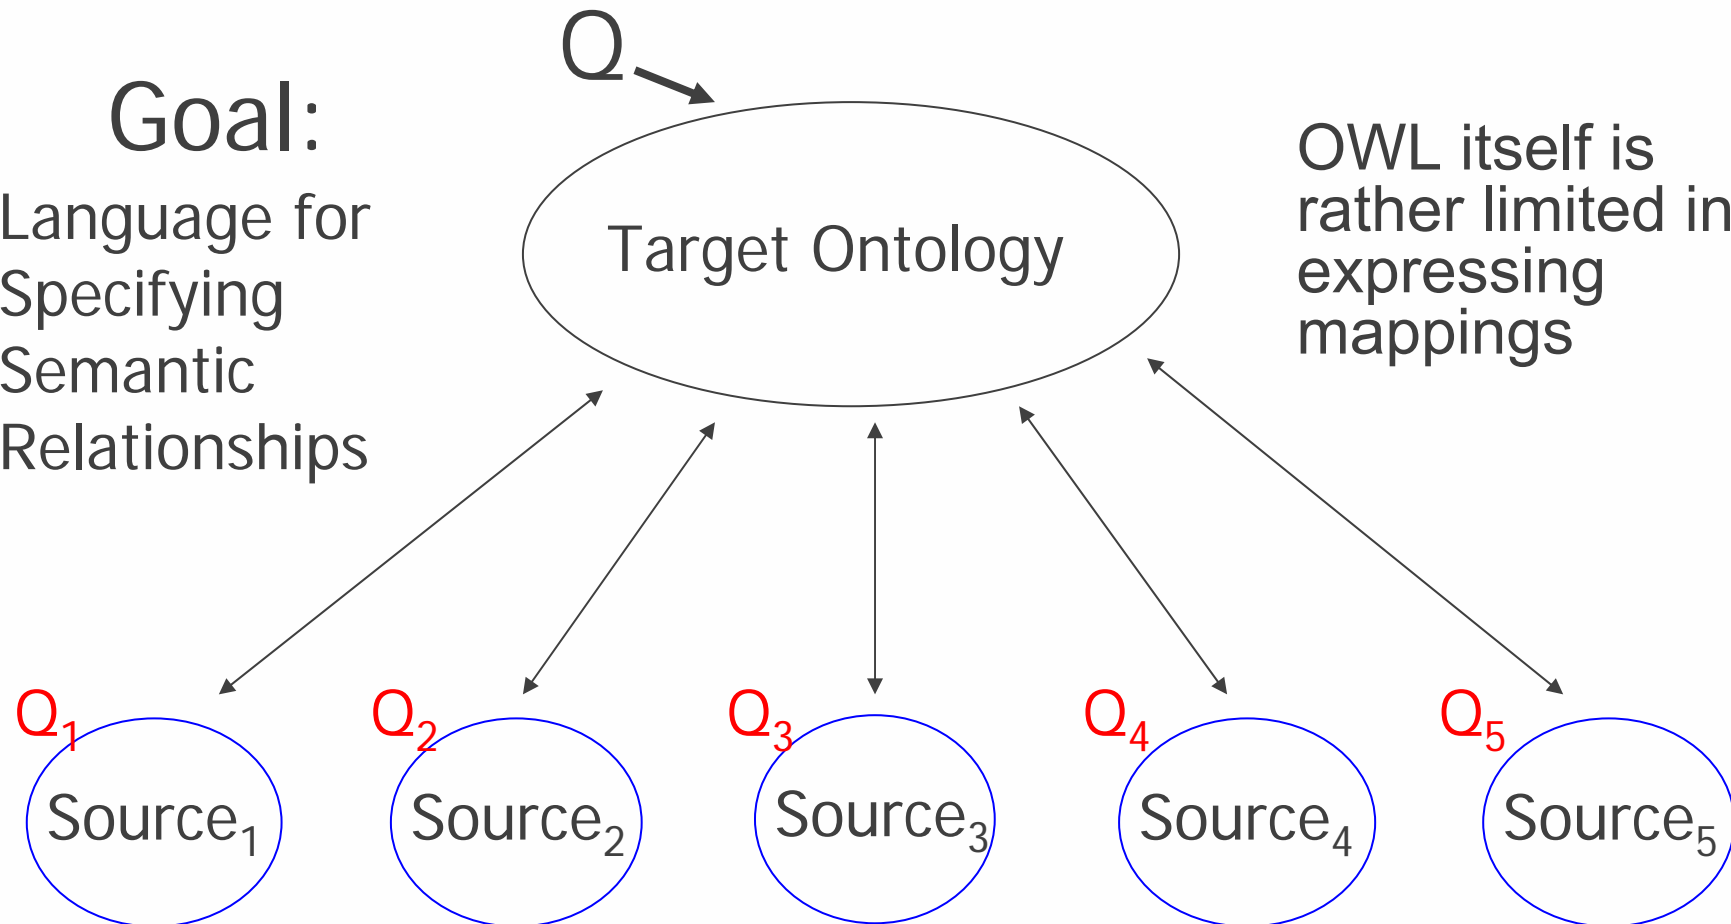 Q
Goal:
Language for
Specifying
Semantic
Relationships
Target Ontology
OWL itself is
rather limited in
expressing
mappings
Q₁
Q₂
Q₃
Q₄
Q₅
Source₁
Source₂
Source₃
Source₄
Source₅